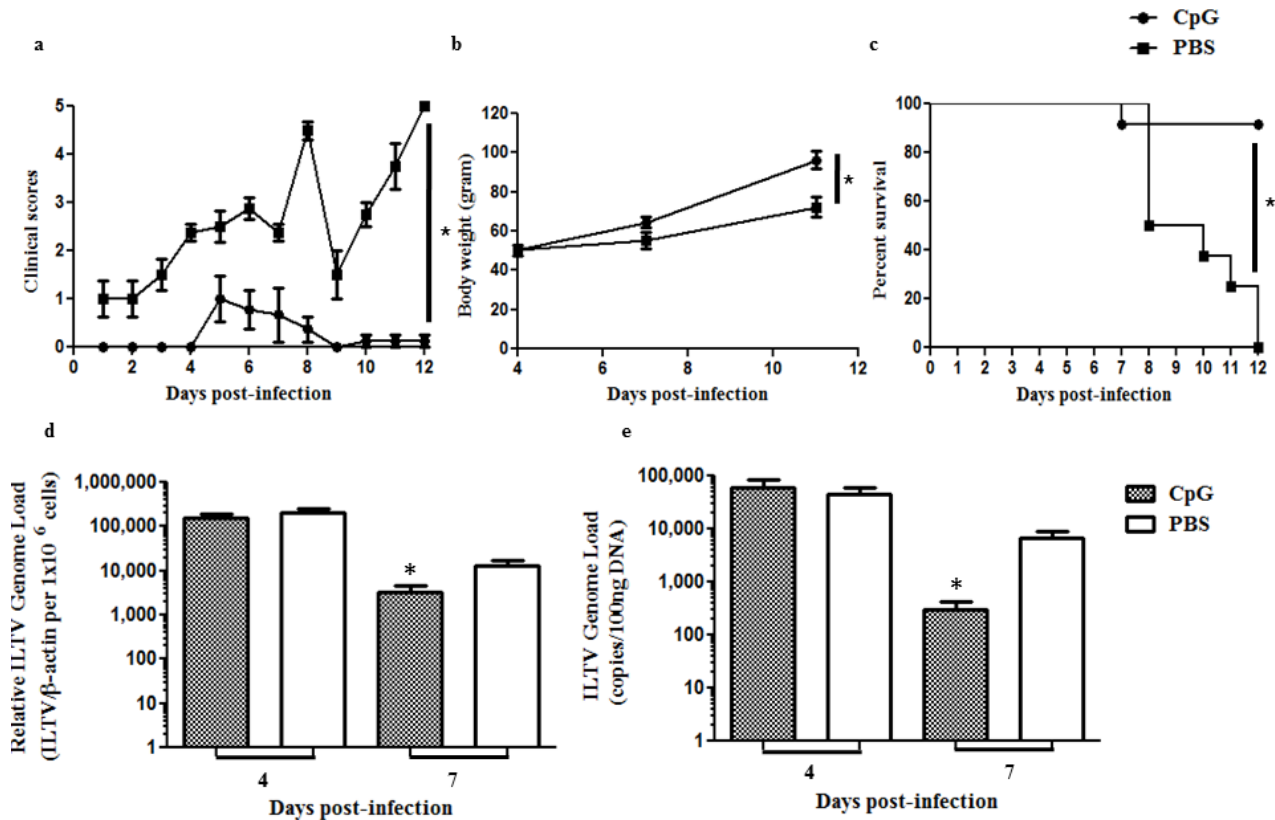 CpG
PBS
a
b
c
5
4
3
2
1
0
Clinical scores
0 2 4 6 8 10 12
Days post-infection
*
120
100
80
60
40
20
0
Body weight (gram)
4 6 8 10 12
Days post-infection
*
100
80
60
40
20
0
Percent survival
0 1 2 3 4 5 6 7 8 9 10 11 12
Days post-infection
*
d
e
1,000,000
100,000
10,000
1,000
100
10
1
Relative ILTV Genome Load
(ILTV/β-actin per 1x10 6 cells)
*
4 7
Days post-infection
100,000
10,000
1,000
100
10
1
ILTV Genome Load
(copies/100ng DNA)
*
4 7
Days post-infection
CpG
PBS